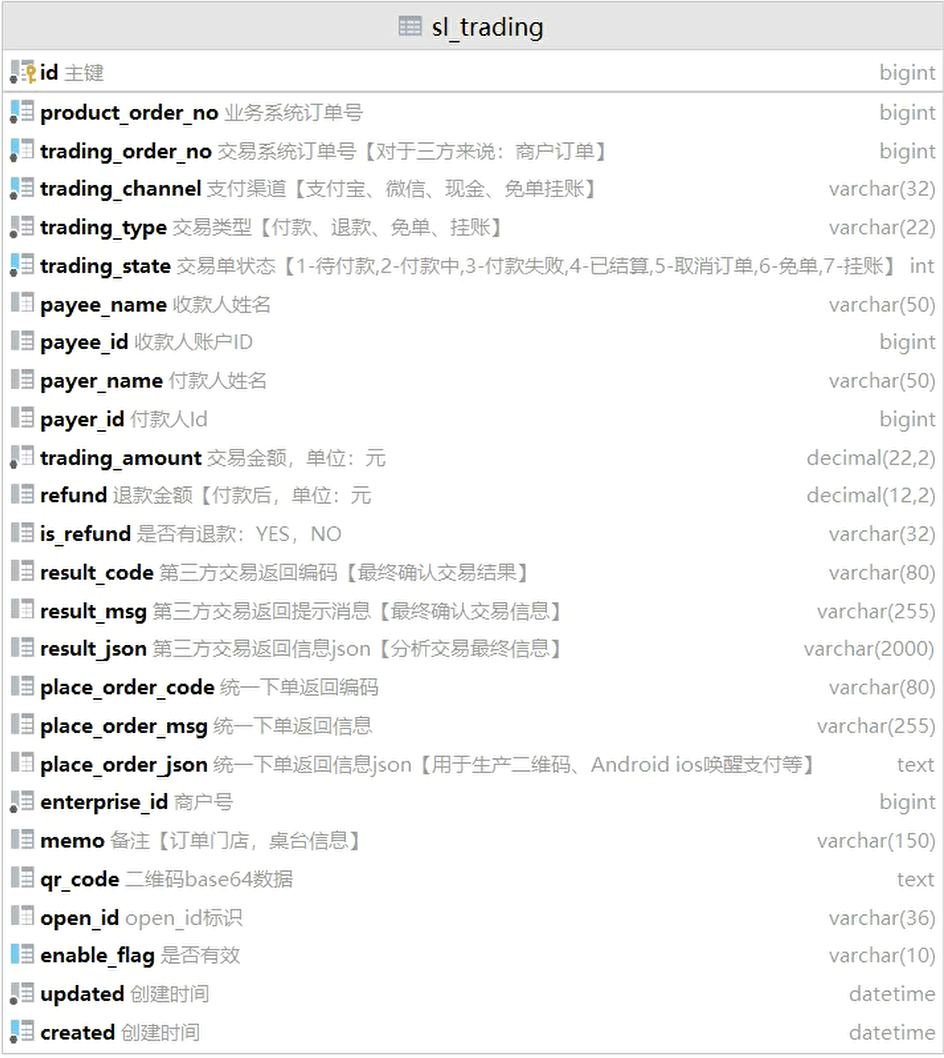 sl_trading
id 主键 bigint
product_order_no 业务系统订单号 bigint
trading_order_no 交易系统订单号【对于三方来说：商户订单】 bigint
trading_channel 支付渠道【支付宝、微信、现金、免单挂账】 varchar(32)
trading_type 交易类型【付款、退款、免单、挂账】 varchar(22)
trading_state 交易单状态【1-待付款,2-付款中,3-付款失败,4-已结算,5-取消订单,6-免单,7-挂账】 int
payee_name 收款人姓名 varchar(50)
payee_id 收款人账户ID bigint
payer_name 付款人姓名 varchar(50)
payer_id 付款人Id bigint
trading_amount 交易金额，单位：元 decimal(22,2)
refund 退款金额【付款后，单位：元 decimal(12,2)
is_refund 是否有退款：YES，NO varchar(32)
result_code 第三方交易返回编码【最终确认交易结果】 varchar(80)
result_msg 第三方交易返回提示消息【最终确认交易信息】 varchar(255)
result_json 第三方交易返回信息json【分析交易最终信息】 varchar(2000)
place_order_code 统一下单返回编码 varchar(80)
place_order_msg 统一下单返回信息 varchar(255)
place_order_json 统一下单返回信息json【用于生产二维码、Android ios唤醒支付等】 text
enterprise_id 商户号 bigint
memo 备注【订单门店，桌台信息】 varchar(150)
qr_code 二维码base64数据 text
open_id open_id标识 varchar(36)
enable_flag 是否有效 varchar(10)
updated 创建时间 datetime
created 创建时间 datetime